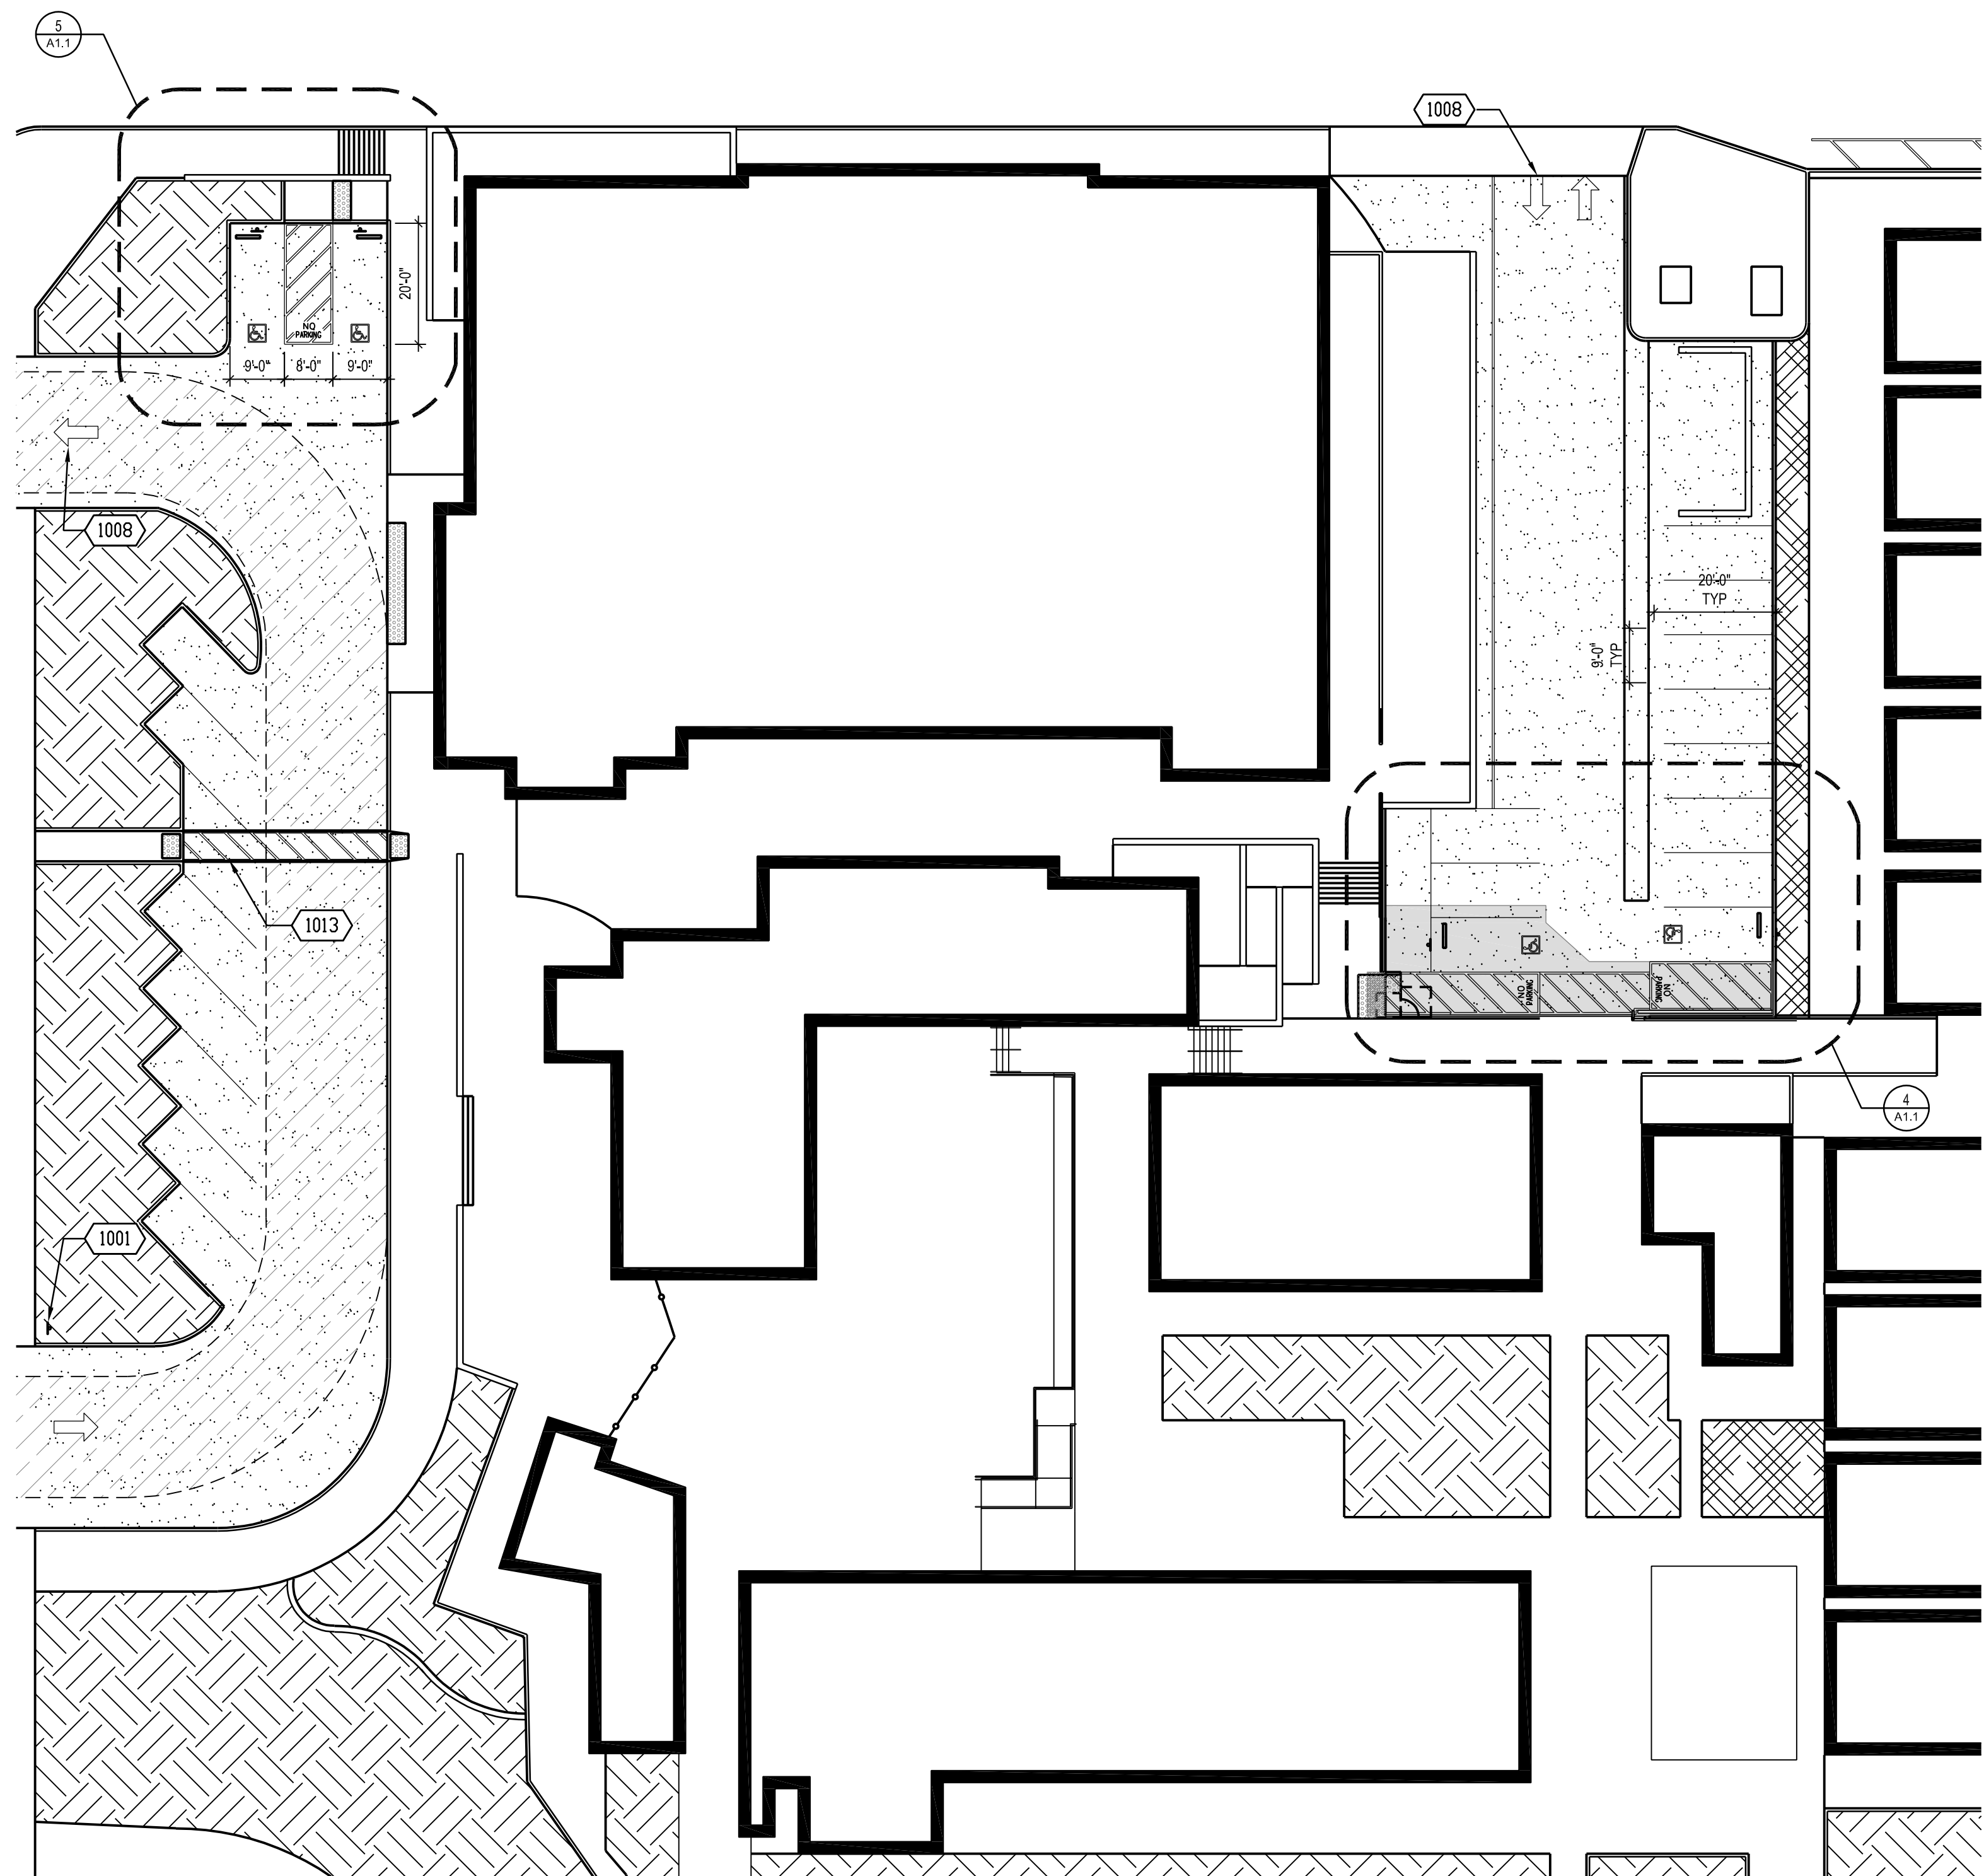 5
A1.1
1008
20'-0"
NO
PARKING
9'-0"
8'-0"
9'-0"
1008
20'-0"
TYP
9'-0"
TYP
1013
NO
PARKING
NO
PARKING
4
A1.1
1001